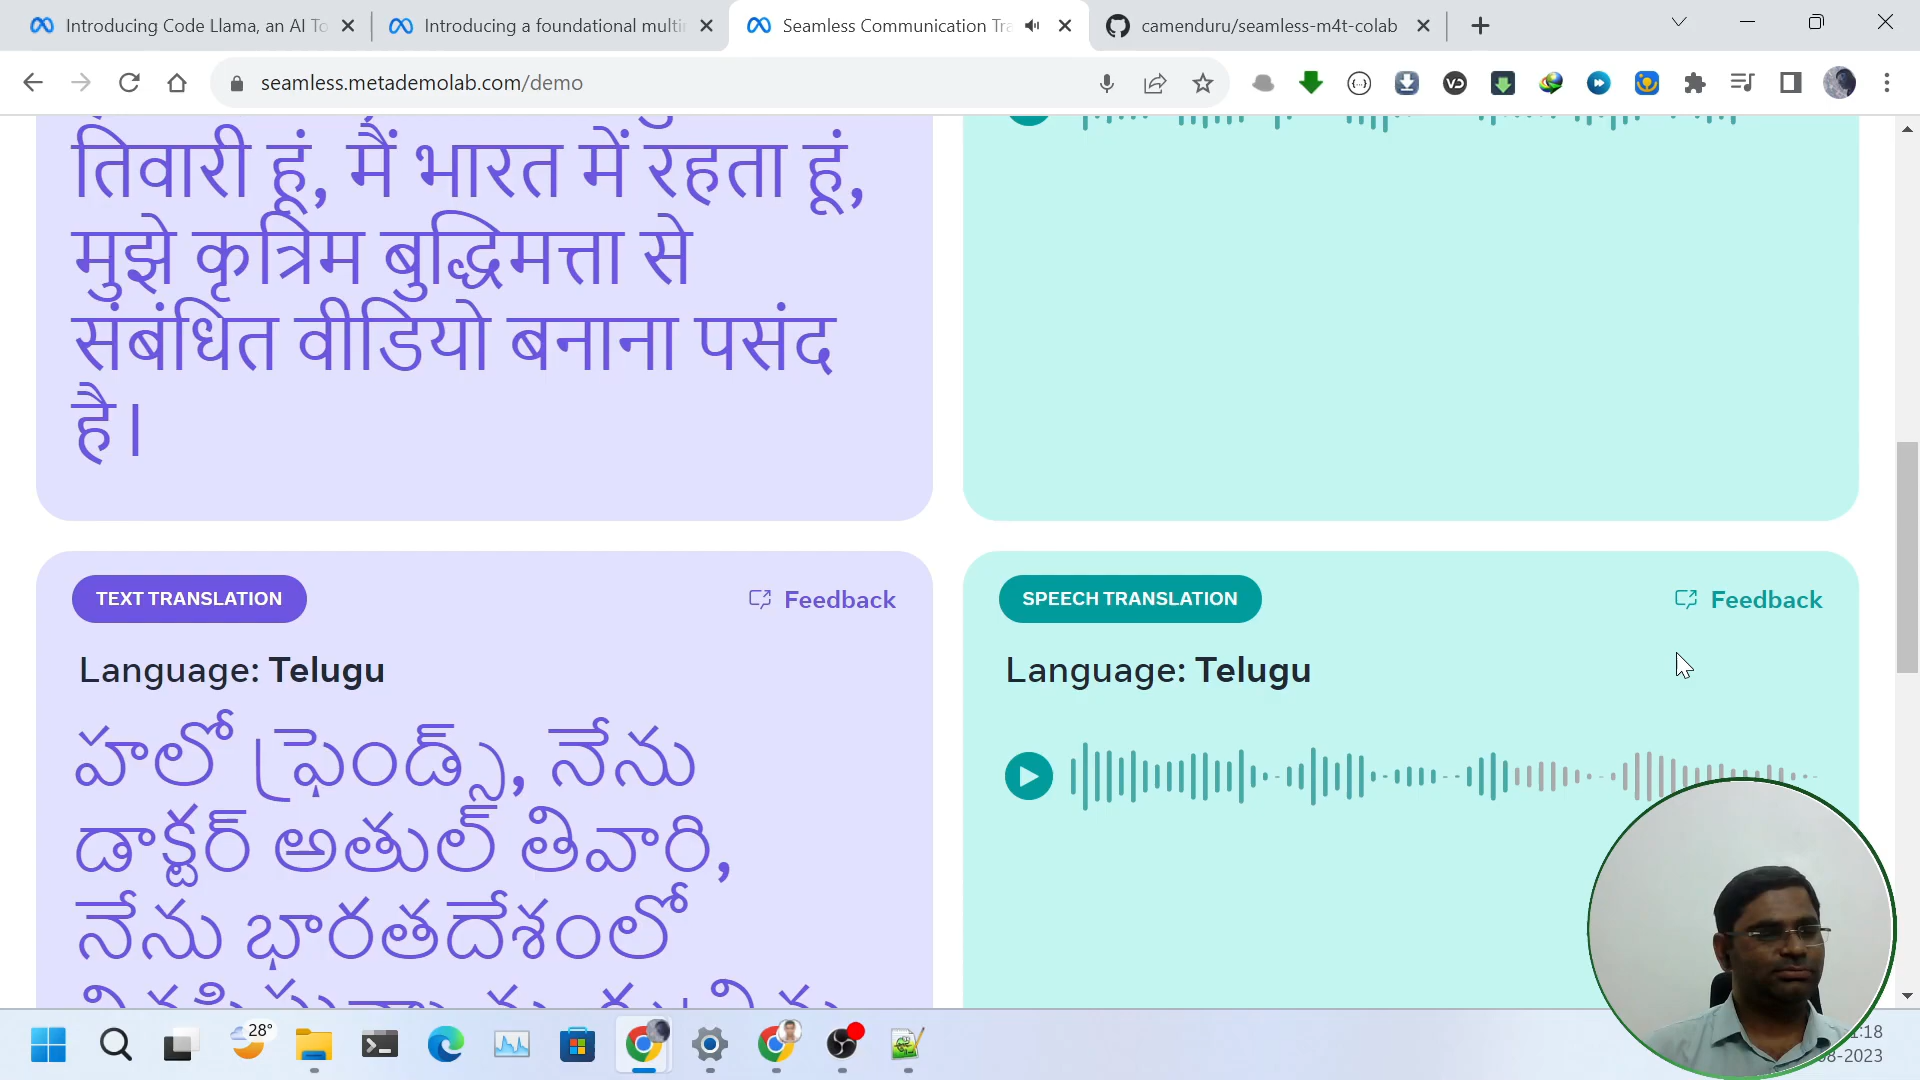 Introducing Code Llama, an AI To
Introducing a foundational multi
Seamless Communication Tra
camenduru/seamless-m4t-colab
seamless.metademolab.com/demo
तिवारी हूं, मैं भारत में रहता हूं,
मुझे कृत्रिम बुद्धिमत्ता से
संबंधित वीडियो बनाना पसंद
है।
TEXT TRANSLATION
Feedback
Language: Telugu
హలో ఫ్రెండ్స్, నేను
డాక్టర్ అతుల్ తివారి,
నేను భారతదేశంలో
SPEECH TRANSLATION
Feedback
Language: Telugu
28°